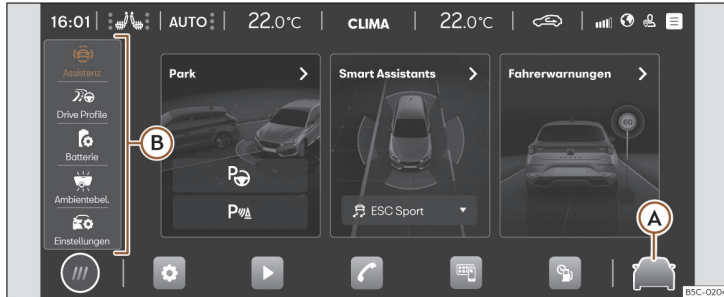 16:01 AUTO 22.0°C CLIMA 22.0°C
Assistenz
Drive Profile
Batterie
Ambientebel.
Einstellungen
B
Park
P
P
Smart Assistants
ESC Sport
Fahrerwarnungen
60
A
B5C-0204